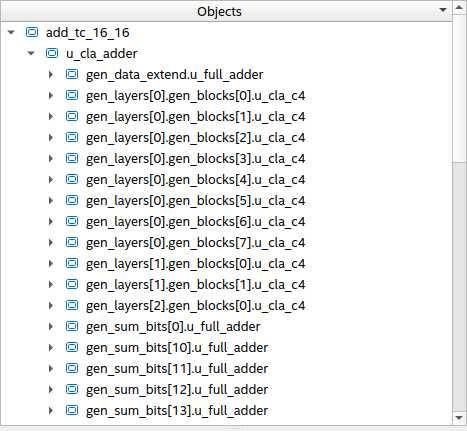 Objects
add_tc_16_16
u_cla_adder
gen_data_extend.u_full_adder
gen_layers[0].gen_blocks[0].u_cla_c4
gen_layers[0].gen_blocks[1].u_cla_c4
gen_layers[0].gen_blocks[2].u_cla_c4
gen_layers[0].gen_blocks[3].u_cla_c4
gen_layers[0].gen_blocks[4].u_cla_c4
gen_layers[0].gen_blocks[5].u_cla_c4
gen_layers[0].gen_blocks[6].u_cla_c4
gen_layers[0].gen_blocks[7].u_cla_c4
gen_layers[1].gen_blocks[0].u_cla_c4
gen_layers[1].gen_blocks[1].u_cla_c4
gen_layers[2].gen_blocks[0].u_cla_c4
gen_sum_bits[0].u_full_adder
gen_sum_bits[10].u_full_adder
gen_sum_bits[11].u_full_adder
gen_sum_bits[12].u_full_adder
gen_sum_bits[13].u_full_adder